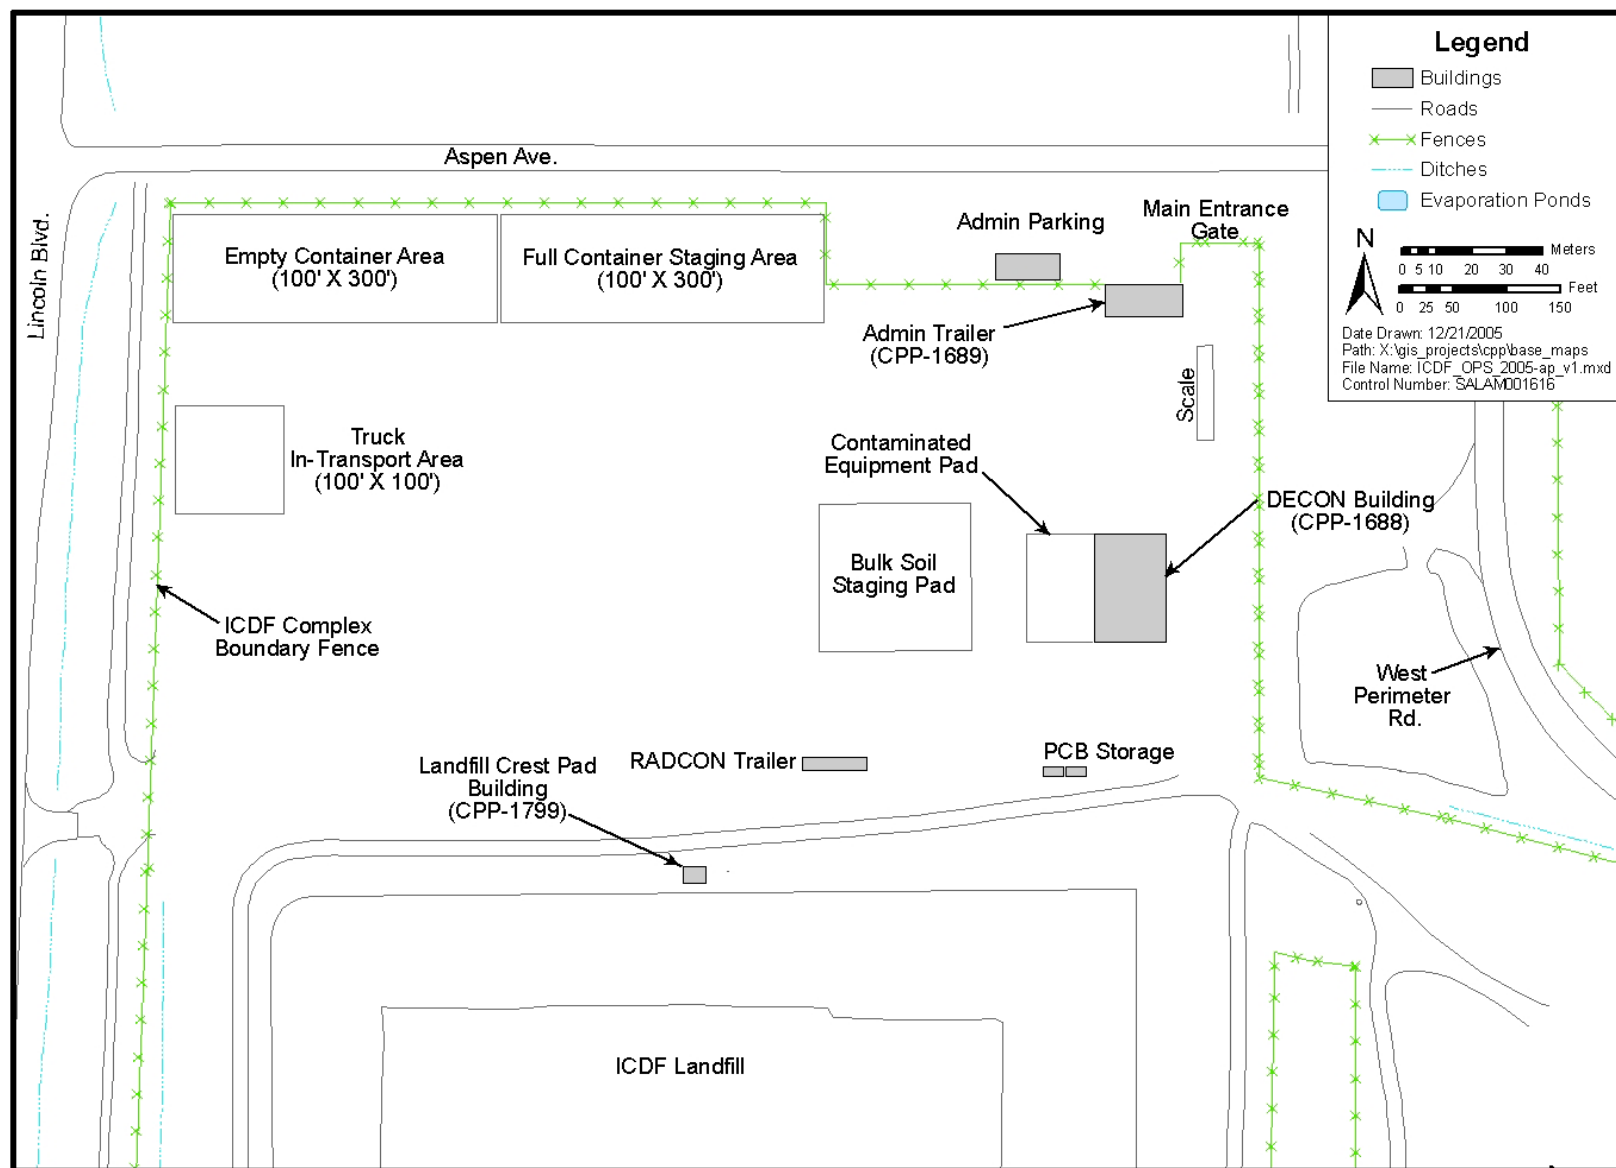 Legend
Buildings
Roads
Fences
Ditches
Evaporation Ponds
N
Meters
0 5 10 20 30 40
Feet
0 25 50 100 150
Date Drawn: 12/21/2005
Path: X:\gis_projects\cpp\base_maps
File Name: ICDF_OPS_2005-ap_v1.mxd
Control Number: SALAM001616
Aspen Ave.
Lincoln Blvd.
Empty Container Area
(100' X 300')
Full Container Staging Area
(100' X 300')
Admin Parking
Main Entrance
Gate
Admin Trailer
(CPP-1689)
Scale
Truck
In-Transport Area
(100' X 100')
Contaminated
Equipment Pad
DECON Building
(CPP-1688)
Bulk Soil
Staging Pad
ICDF Complex
Boundary Fence
West
Perimeter
Rd.
RADCON Trailer
PCB Storage
Landfill Crest Pad
Building
(CPP-1799)
ICDF Landfill